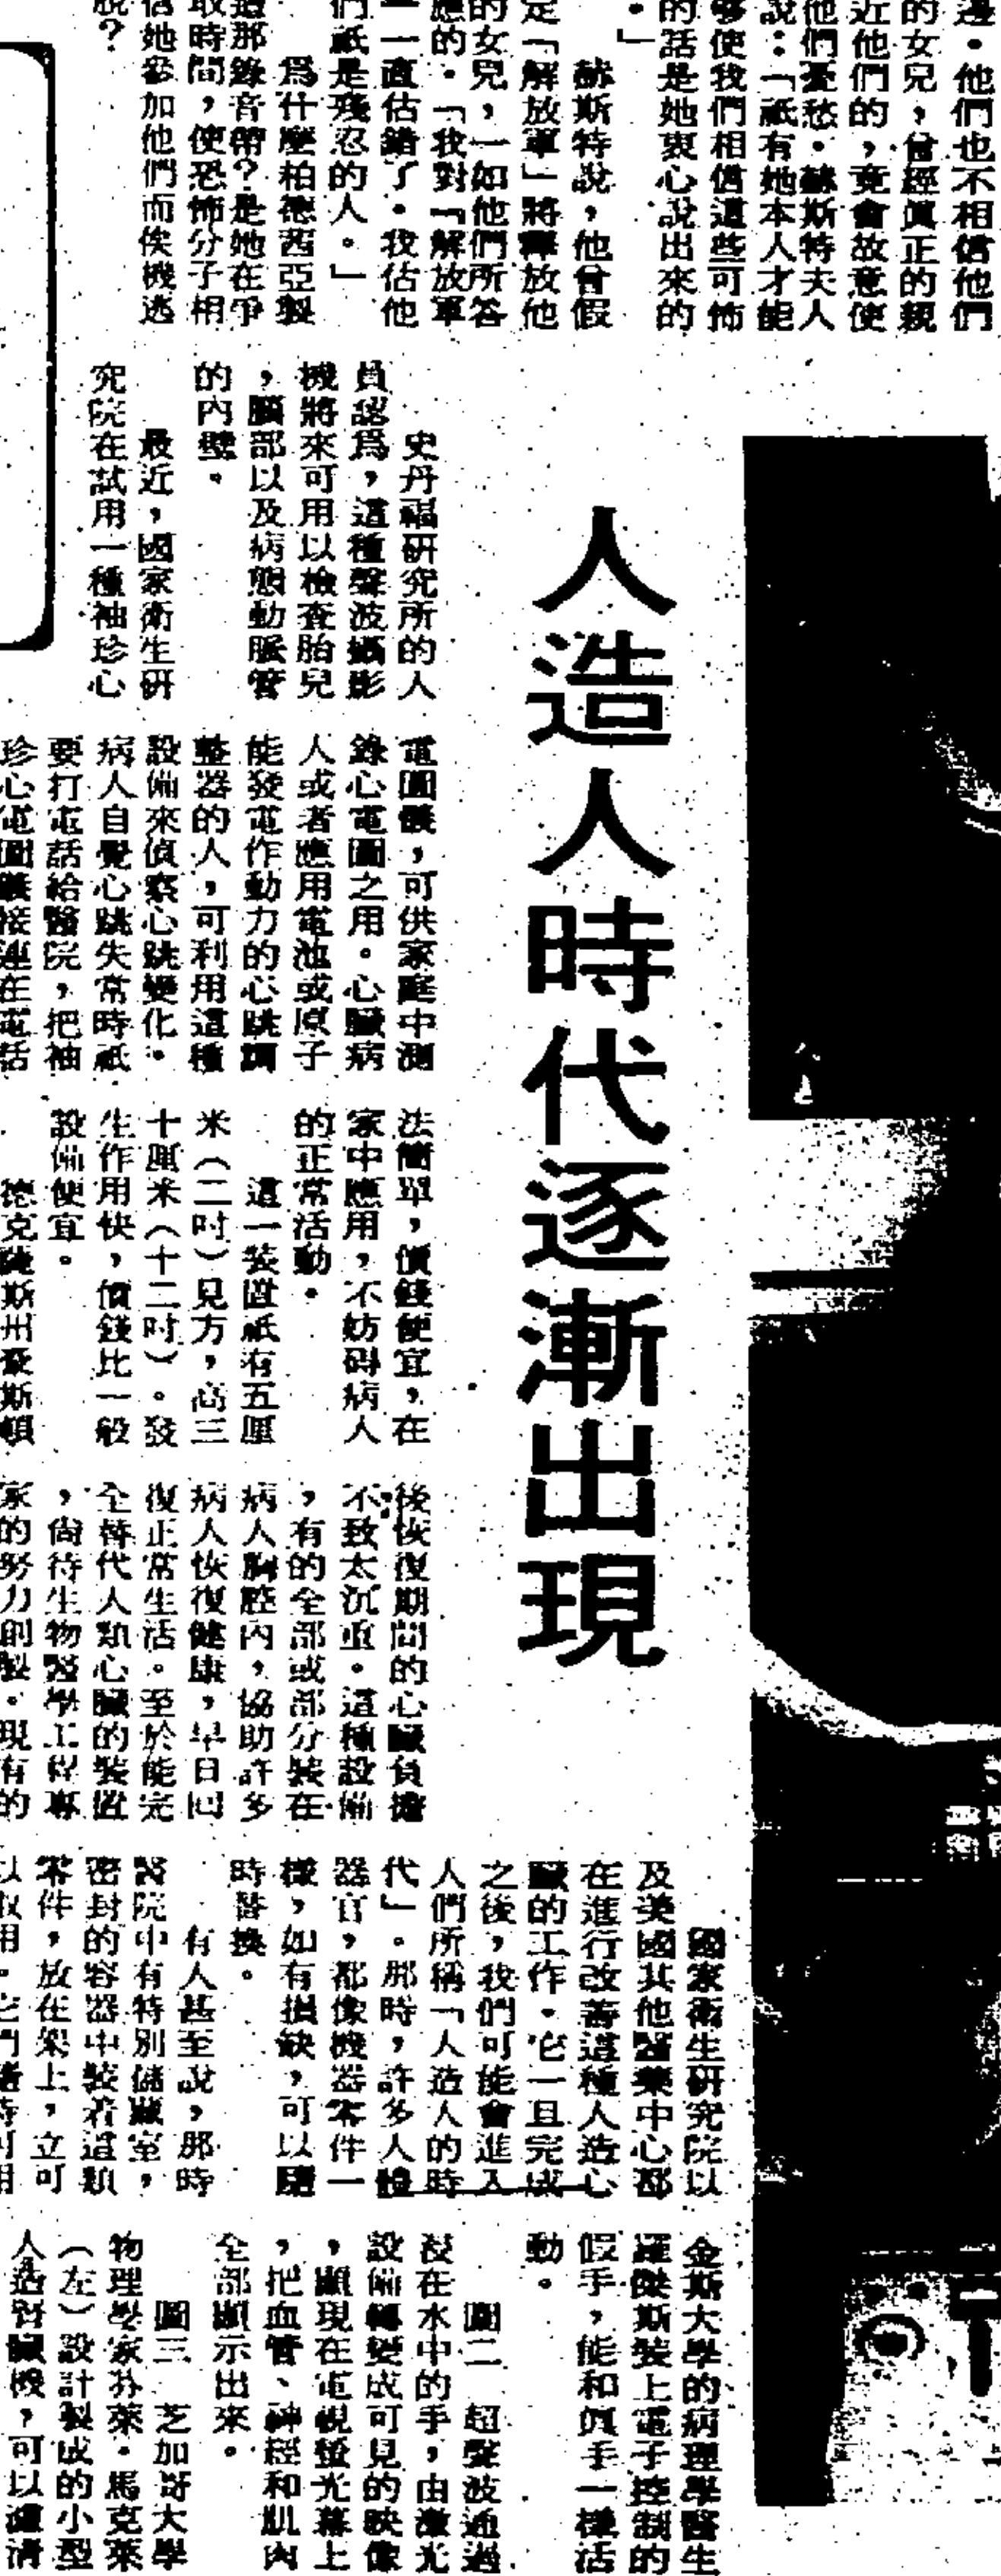 邊。他們也不相信他們
的女兒，曾經眞正的親
近他們的，竟會故意使
他們憂愁。赫斯特夫人
說：「祇有她本人才能
够使我們相信這些可怖
的話是她衷心說出來的
。」
赫斯特說，他曾假
定「解放軍」將釋放他
的女兒，一如他們所答
應的。「我對「解放軍
」一直估錯了。我估他
們祇是殘忍的人。」
爲什麼柏德茜亞製
造那錄音帶？是她在爭
取時間，使恐怖分子相
信她參加他們而俟機逃
脫？
人造人時代逐漸出現
史丹福研究所的人
員認爲，這種聲波攝影
機將來可用以檢查胎兒
，腦部以及病態動脈管
的內壁。
最近，國家衞生研
究院在試用一種袖珍心
電圖儀，可供家庭中測
錄心電圖之用。心臟病
人或者應用電池或原子
能發電作動力的心跳調
整器的人，可利用這種
設備來偵察心跳變化。
病人自覺心跳失常時祇
要打電話給醫院，把袖
珍心電圖儀接連在電話
法簡單，價錢便宜，在
家中應用，不妨碍病人
的正常活動。
這一裝置祇有五厘
米（二吋）見方，高三
十厘米（十二吋）。發
生作用快，價錢比一般
設備便宜。
德克薩斯州豪斯頓
後恢復期間的心臟負擔
不致太沉重。這種設備
，有的全部或部分裝在
病人胸腔內，協助許多
病人恢復健康，早日回
復正常生活。至於能完
全替代人類心臟的裝置
，尙待生物醫學工程專
家的努力創製。現有的
國家衞生研究院以
及美國其他醫藥中心都
在進行改善這種人造心
臟的工作。它一旦完成
之後，我們可能會進入
人們所稱「人造人的時
代」。那時，許多人體
器官，都像機器零件一
樣，如有損缺，可以隨
時替換。
有人甚至說，那時
醫院中有特別儲藏室，
密封的容器中裝着這類
零件，放在架上，立可
以取用。它們隨時可用
金斯大學的病理學醫生
羅傑斯裝上電子控制的
假手，能和眞手一樣活
動。
圖二　超聲波通過
浸在水中的手，由激光
設備轉變成可見的映像
，顯現在電視螢光幕上
，把血管、神經和肌肉
全部顯示出來。
圖三　芝加哥大學
物理學家芬萊。馬克萊
（左）設計製成的小型
人造腎臟機，可以濾清